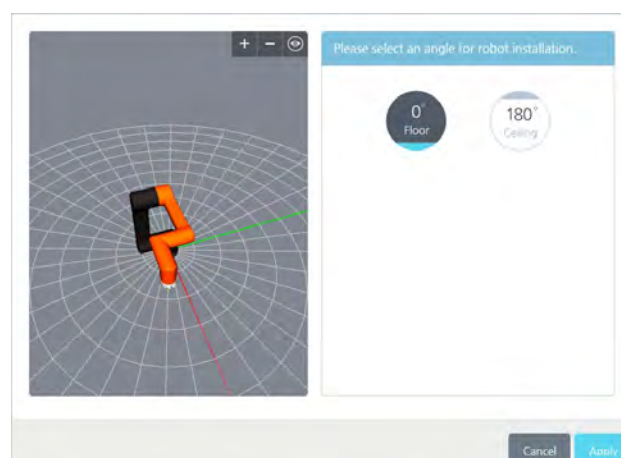 Please select an angle for robot installation.
0°
Floor
180°
Ceiling
Cancel
Apply